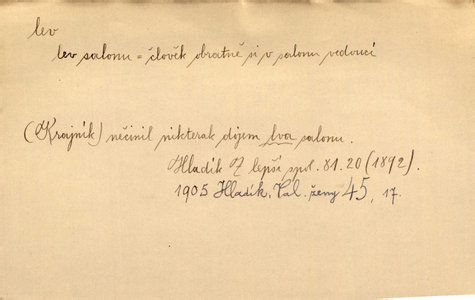 lev
lev salonu = člověk obratně si v salonu vedoucí
(Krajník) nečinil nikterak dojem lva salonu.
Hladík Z lepší spol. 81. 20 (1892).
1905 Hladík, Val. ženy 45, 17.